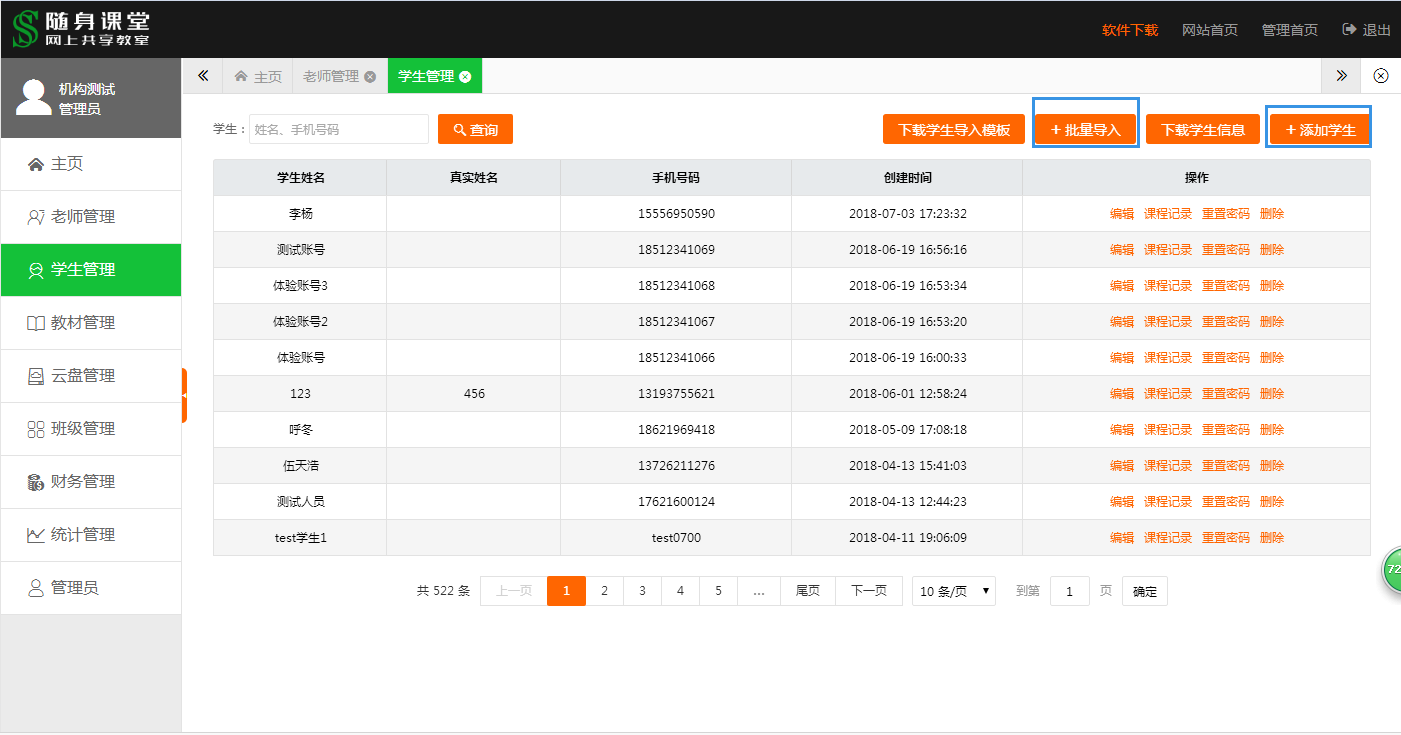 随身课堂
网上共享教室
软件下载 网站首页 管理首页 退出
机构测试
管理员
主页 老师管理 学生管理
主页
老师管理
学生管理
教材管理
云盘管理
班级管理
财务管理
统计管理
管理员
学生： 姓名、手机号码 查询 下载学生导入模板 + 批量导入 下载学生信息 + 添加学生
学生姓名 真实姓名 手机号码 创建时间 操作
李杨 15556950590 2018-07-03 17:23:32 编辑 课程记录 重置密码 删除
测试账号 18512341069 2018-06-19 16:56:16 编辑 课程记录 重置密码 删除
体验账号3 18512341068 2018-06-19 16:53:34 编辑 课程记录 重置密码 删除
体验账号2 18512341067 2018-06-19 16:53:20 编辑 课程记录 重置密码 删除
体验账号 18512341066 2018-06-19 16:00:33 编辑 课程记录 重置密码 删除
123 456 13193755621 2018-06-01 12:58:24 编辑 课程记录 重置密码 删除
呼冬 18621969418 2018-05-09 17:08:18 编辑 课程记录 重置密码 删除
伍天浩 13726211276 2018-04-13 15:41:03 编辑 课程记录 重置密码 删除
测试人员 17621600124 2018-04-13 12:44:23 编辑 课程记录 重置密码 删除
test学生1 test0700 2018-04-11 19:06:09 编辑 课程记录 重置密码 删除
共 522 条 上一页 1 2 3 4 5 ... 尾页 下一页 10 条/页 到第 1 页 确定
72